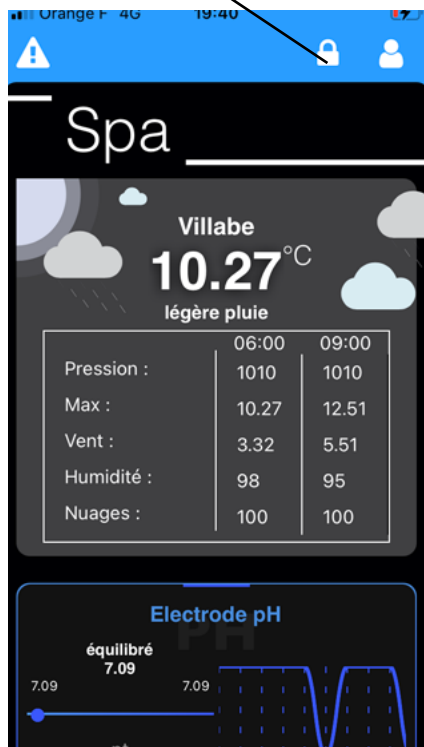 Orange F 4G 19:40
Spa
Villabe
10.27°C
légère pluie
06:00 09:00
Pression : 1010 1010
Max : 10.27 12.51
Vent : 3.32 5.51
Humidité : 98 95
Nuages : 100 100
Electrode pH
PH
équilibré
7.09
7.09 7.09